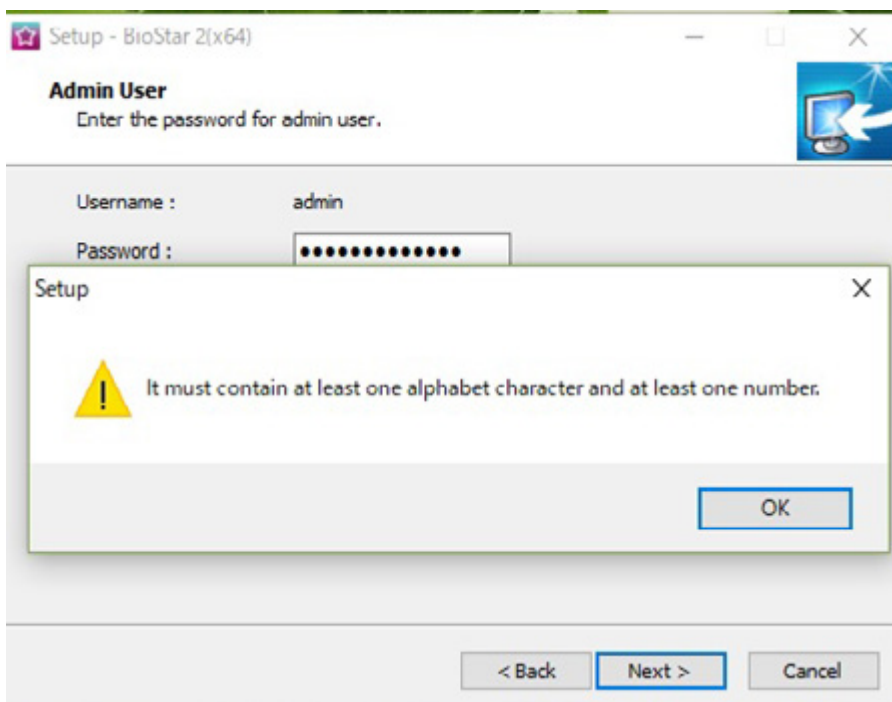 Setup - BioStar 2(x64)
Admin User
Enter the password for admin user.
Username : admin
Password : •••••••••••••
Setup
It must contain at least one alphabet character and at least one number.
OK
< Back Next > Cancel